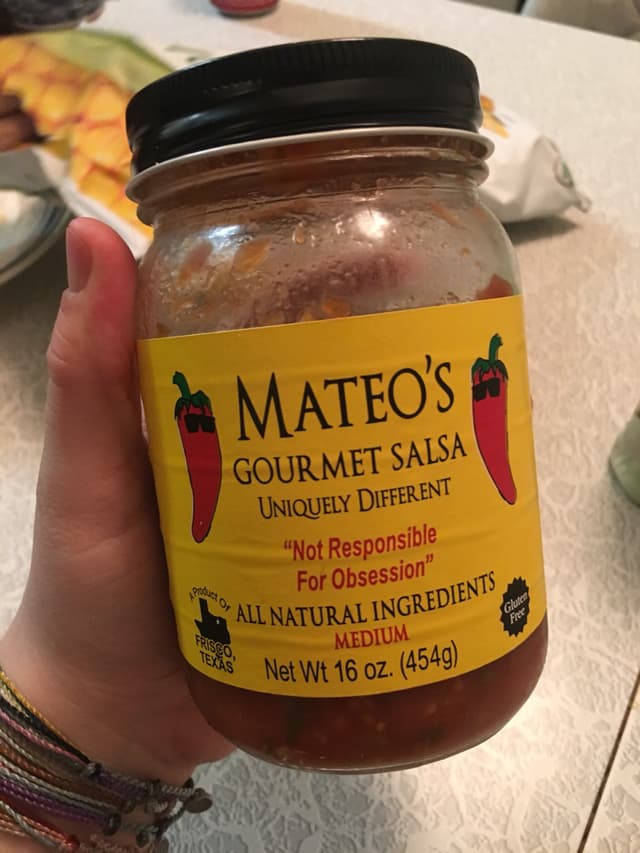 MATEO'S
GOURMET SALSA
UNIQUELY DIFFERENT
"Not Responsible
For Obsession"
A Product Of
FRISCO,
TEXAS
ALL NATURAL INGREDIENTS
MEDIUM
Net Wt 16 oz. (454g)
Gluten
Free